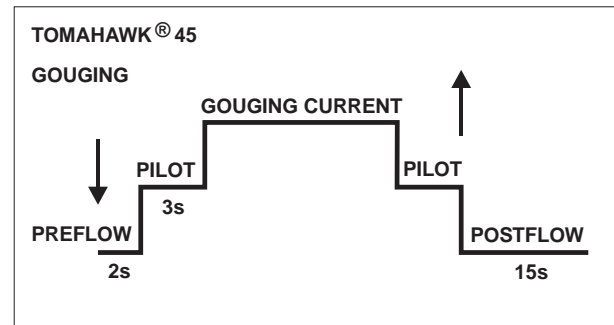 TOMAHAWK® 45
GOUGING
GOUGING CURRENT
PILOT
PILOT
3s
PREFLOW
POSTFLOW
2s
15s